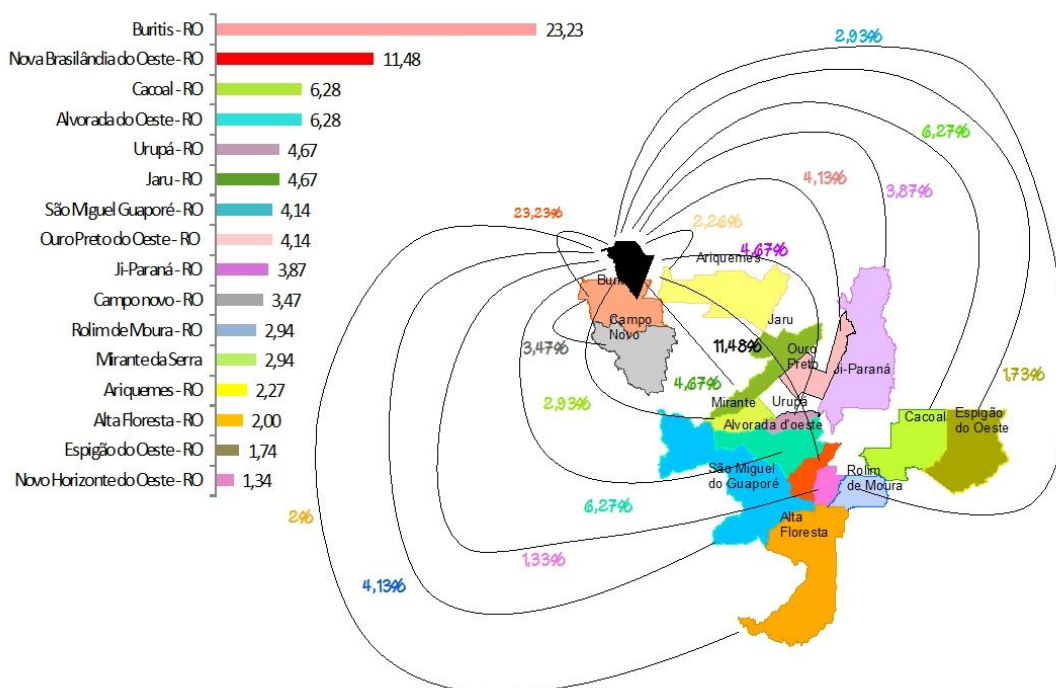 Buritis - RO 23,23
Nova Brasilândia do Oeste - RO 11,48
Cacoal - RO 6,28
Alvorada do Oeste - RO 6,28
Urupá - RO 4,67
Jaru - RO 4,67
São Miguel Guaporé - RO 4,14
Ouro Preto do Oeste - RO 4,14
Ji-Paraná - RO 3,87
Campo novo - RO 3,47
Rolim de Moura - RO 2,94
Mirante da Serra 2,94
Ariquemes - RO 2,27
Alta Floresta - RO 2,00
Espigão do Oeste - RO 1,74
Novo Horizonte do Oeste - RO 1,34
2,93%
6,27%
4,13%
3,87%
23,23%
2,26%
4,67%
Ariquemes
Campo
Novo
Jaru
3,47%
11,48%
Ouro
Preto
Ji-Paraná
1,73%
4,67%
2,93%
Mirante
Urupá
Alvorada d'oeste
Cacoal
Espigão
do Oeste
São Miguel
do Guaporé
Rolim
de Moura
6,27%
2%
Alta
Floresta
1,33%
4,13%